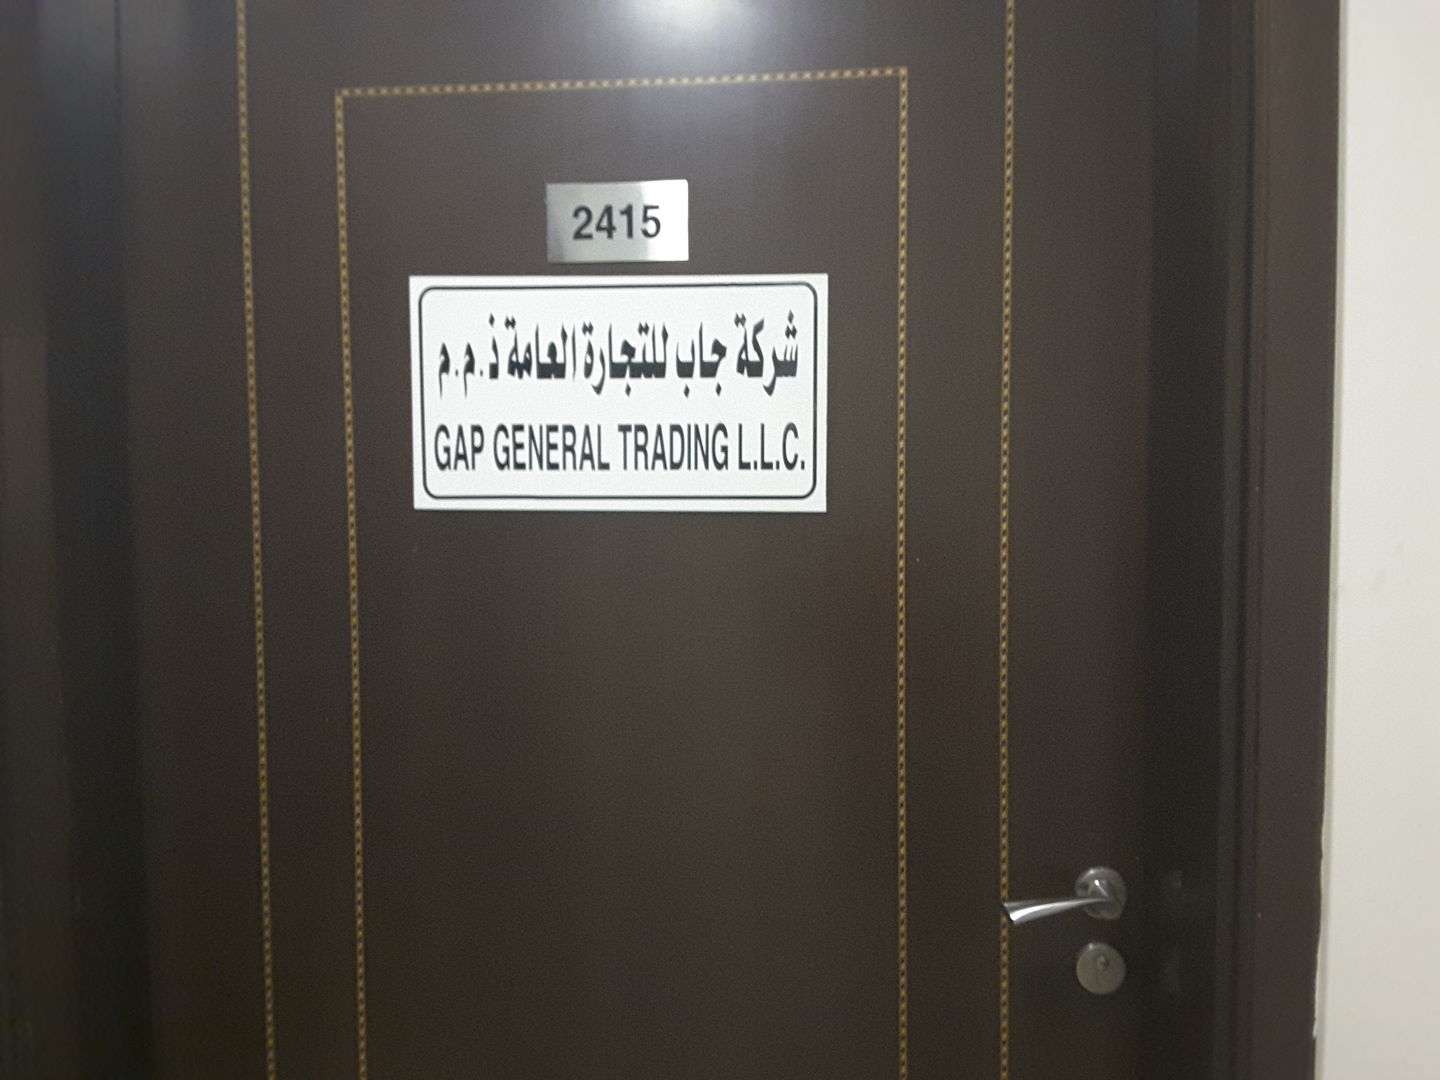 2415
شركة جاب للتجارة العامة ذ.م.م
GAP GENERAL TRADING L.L.C.